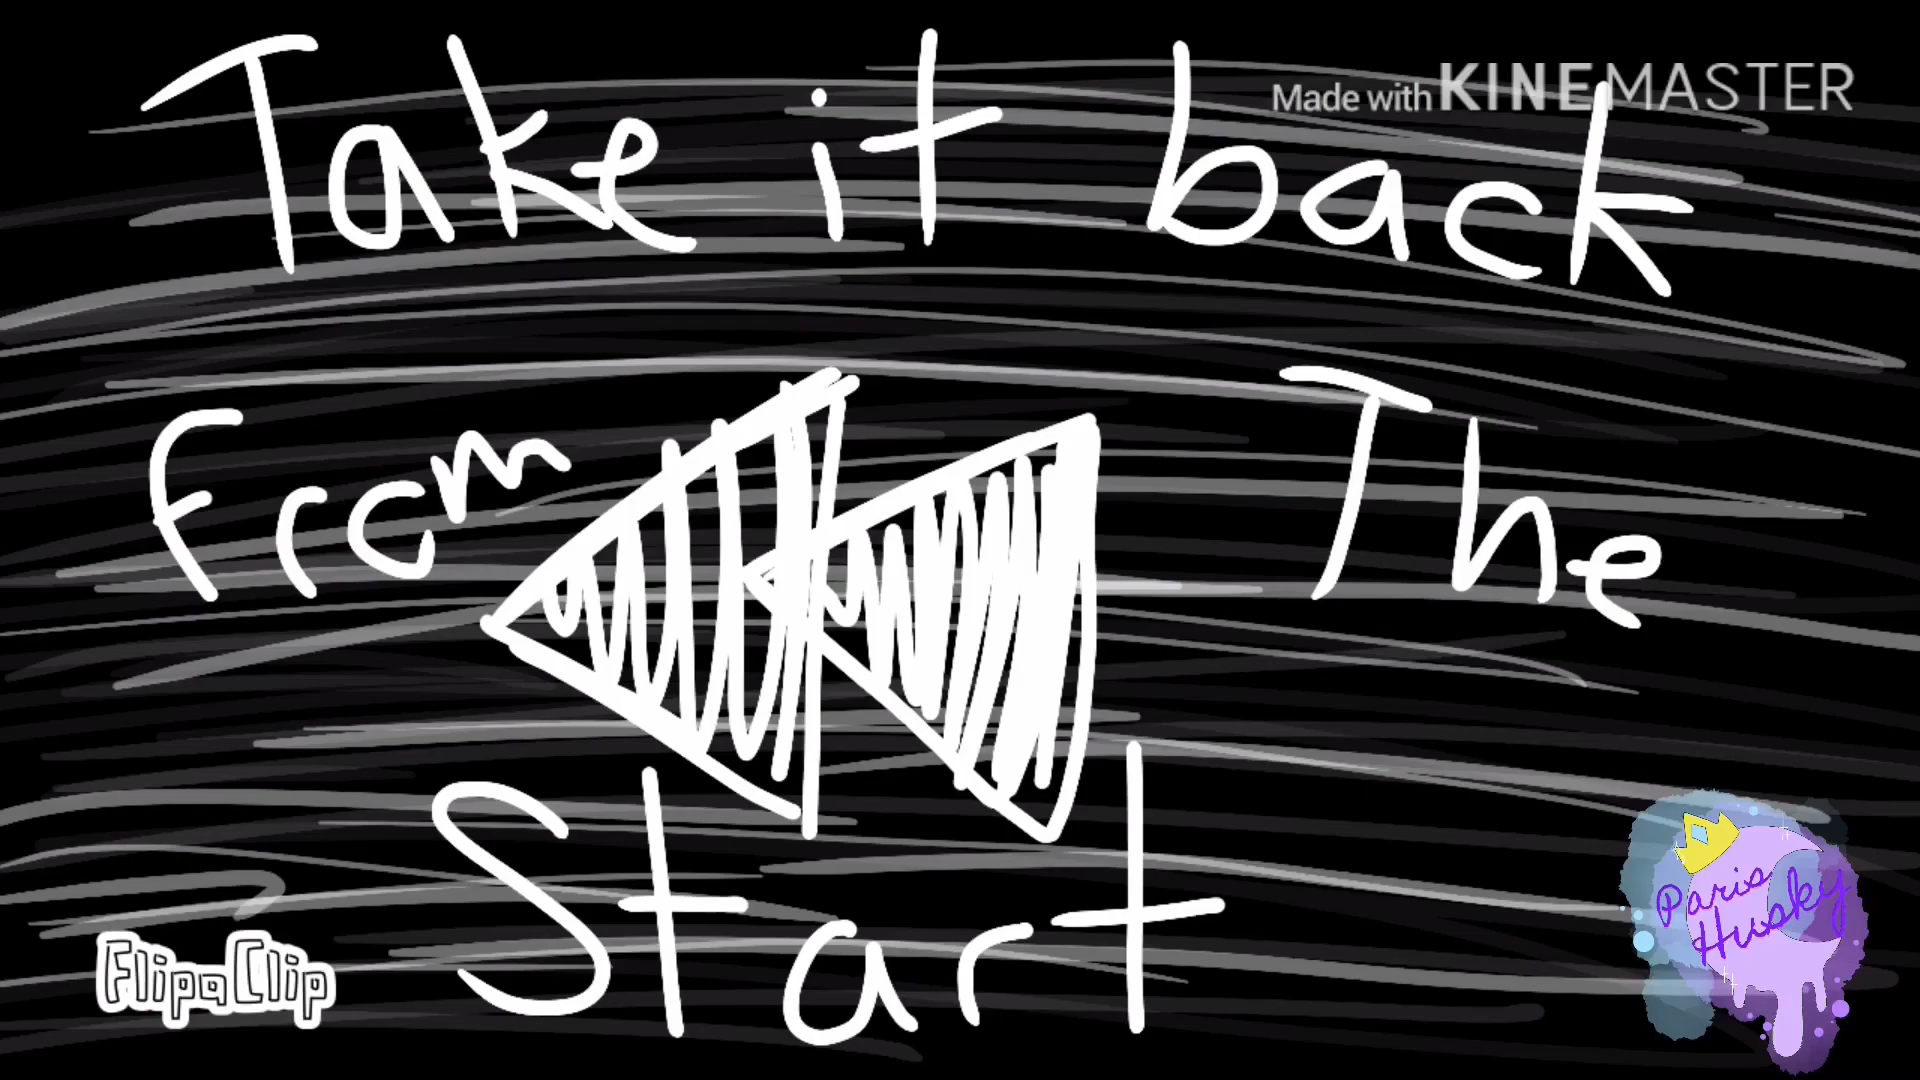 Made with KINEMASTER
Take it back
From The
Start
Paris
Husky
FlipaClip